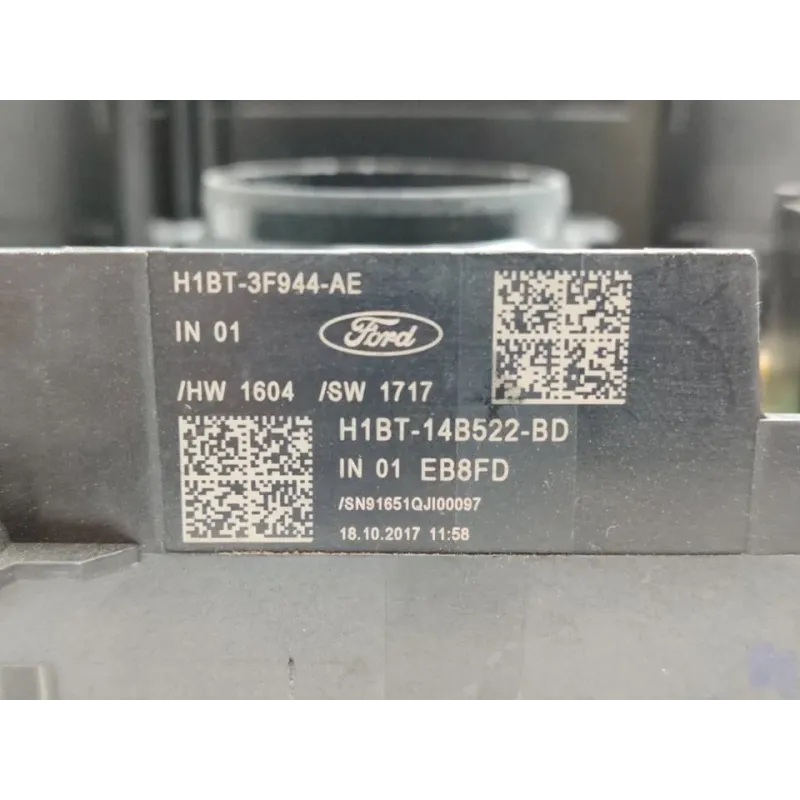 H1BT-3F944-AE
IN 01
Ford
/HW 1604 /SW 1717
H1BT-14B522-BD
IN 01 EB8FD
/SN91651QJI00097
18.10.2017 11:58